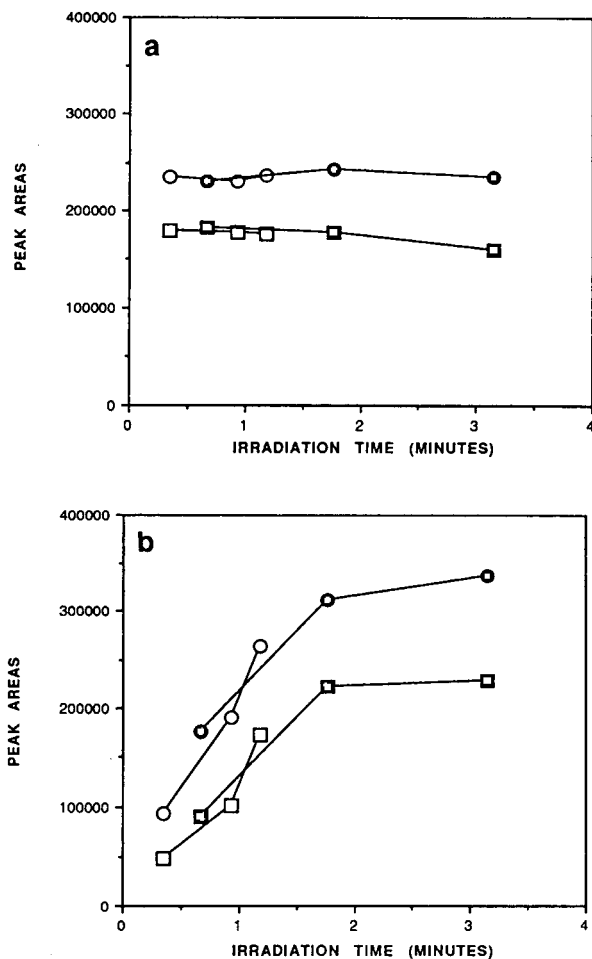 a
400000
300000
200000
100000
0
PEAK AREAS
0 1 2 3 4
IRRADIATION TIME (MINUTES)
b
400000
300000
200000
100000
0
PEAK AREAS
0 1 2 3 4
IRRADIATION TIME (MINUTES)